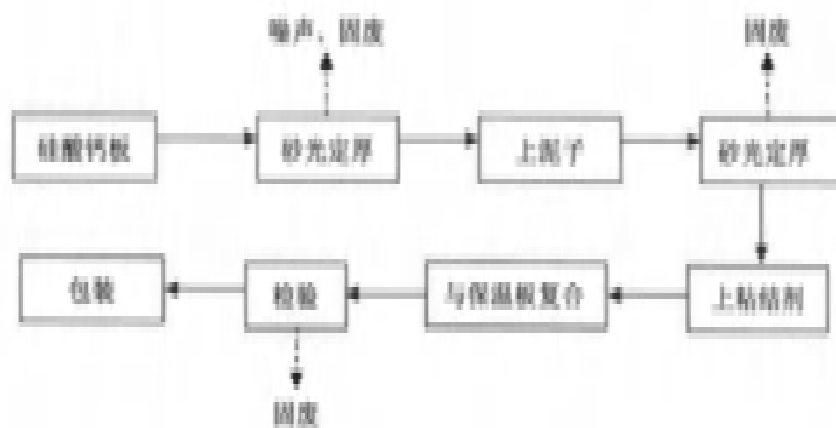 噪声、固废
固废
硅酸钙板
砂光定厚
上泥子
砂光定厚
包装
检验
与保温板复合
上粘结剂
固废